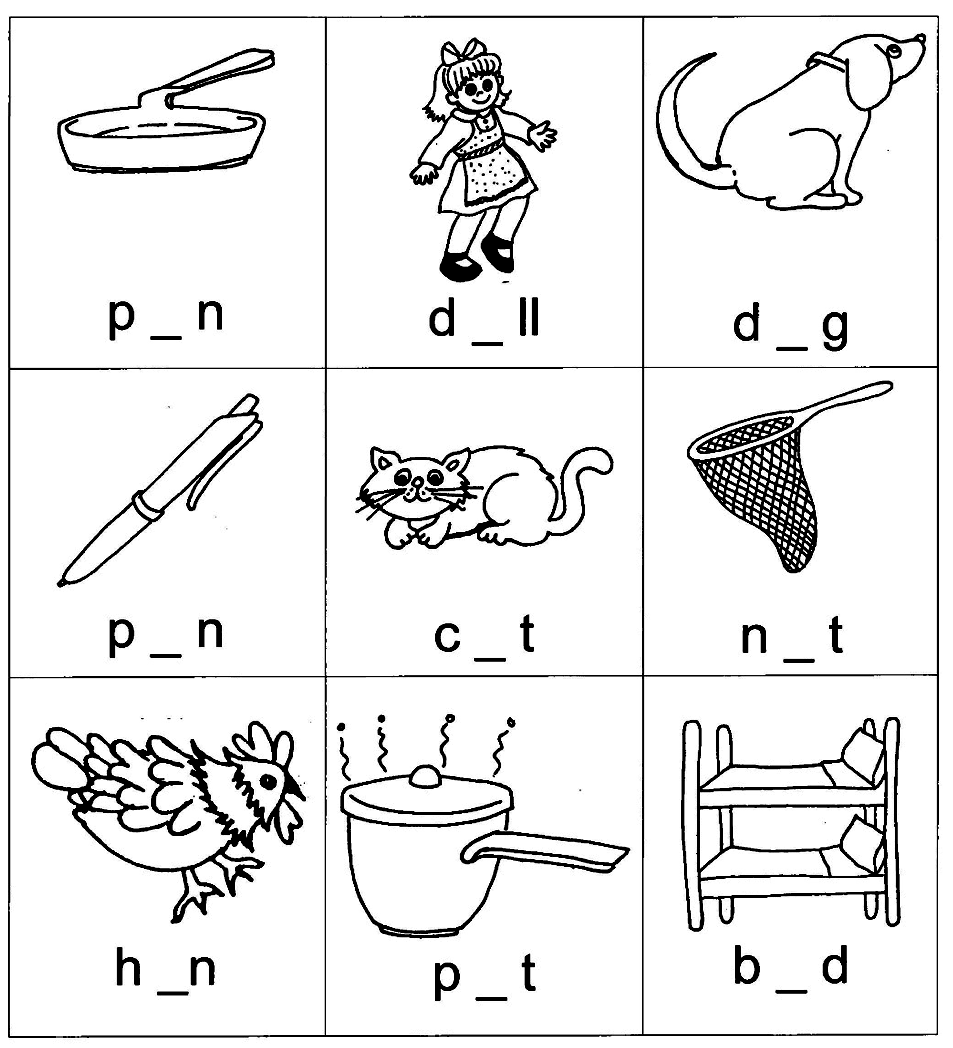 p _ n
d _ ll
d _ g
p _ n
c _ t
n _ t
h _n
p _ t
b _ d